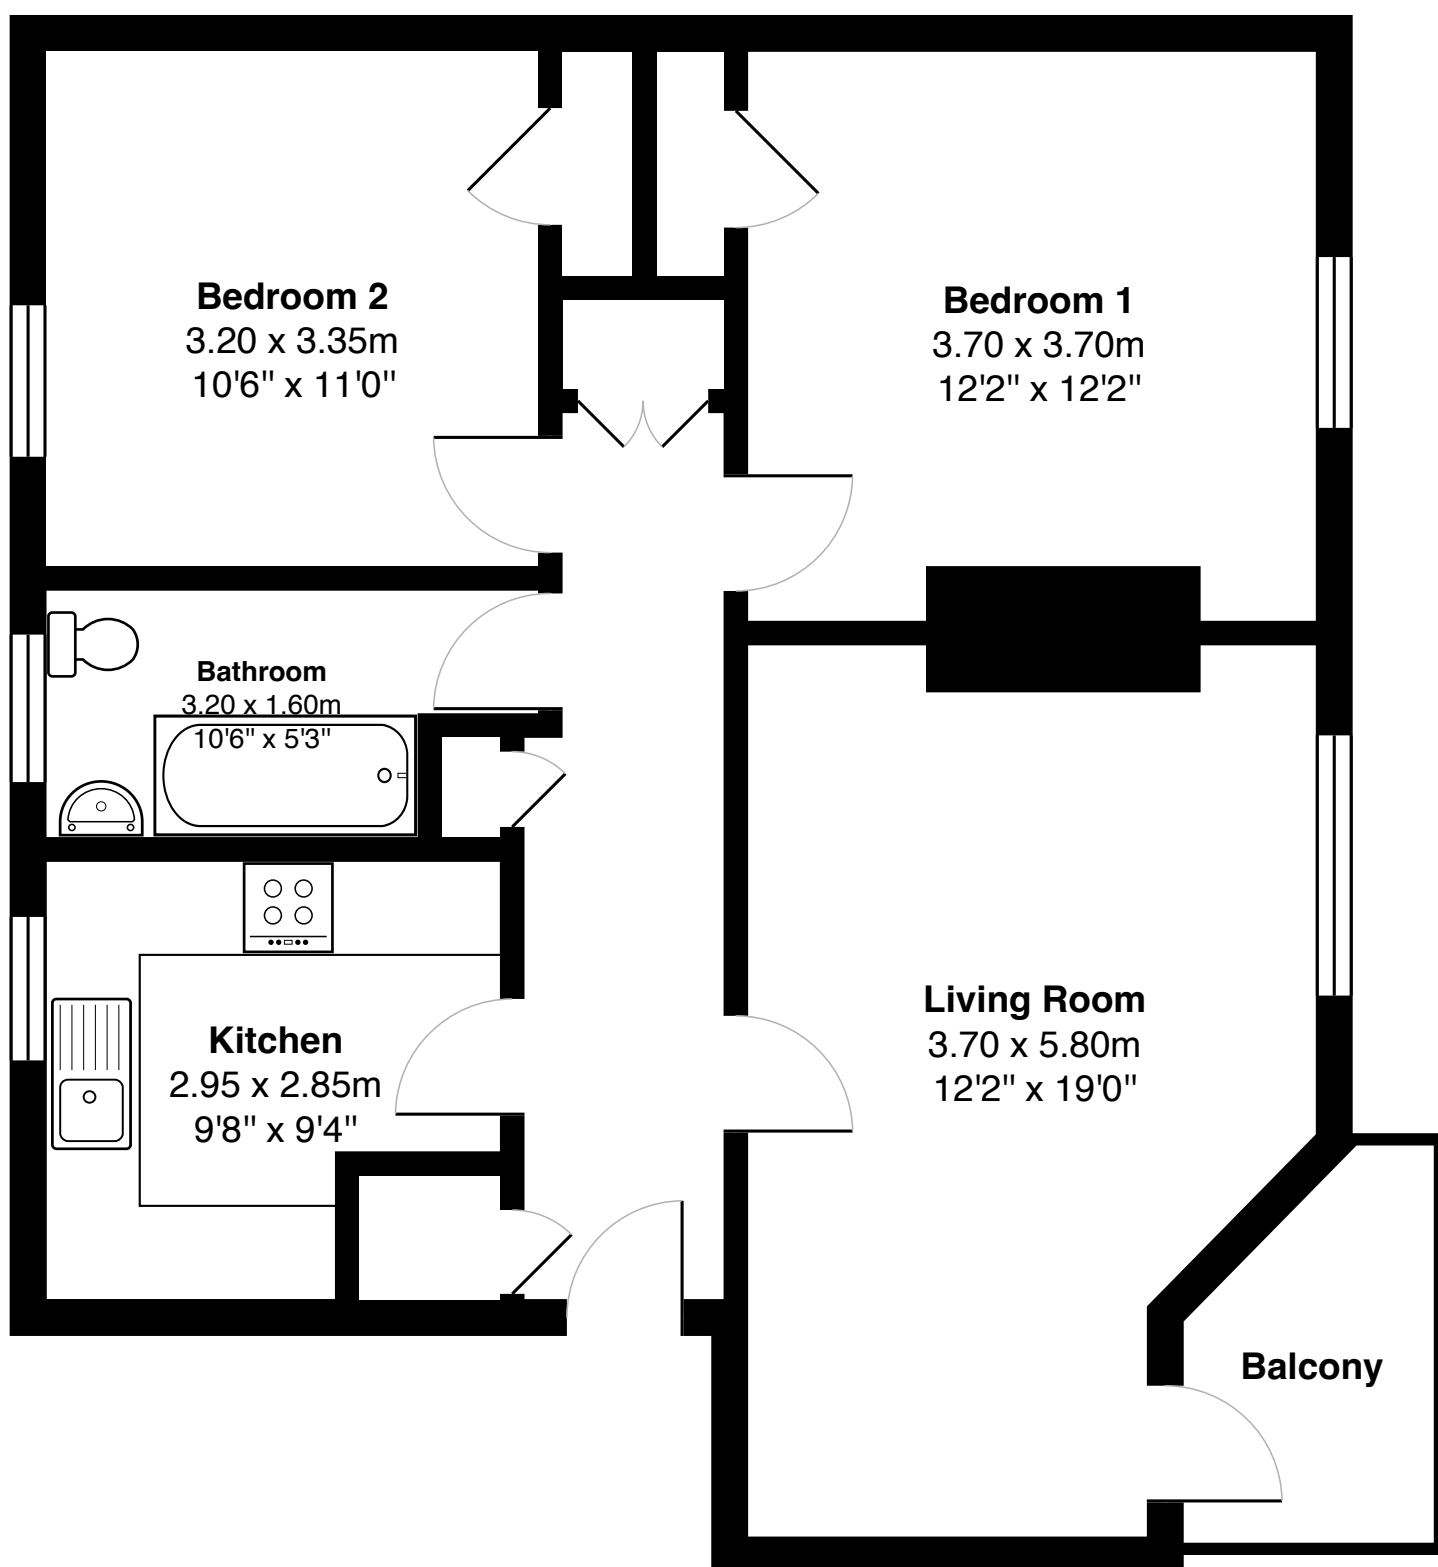 Bedroom 2
3.20 x 3.35m
10'6" x 11'0"
Bedroom 1
3.70 x 3.70m
12'2" x 12'2"
Bathroom
3.20 x 1.60m
10'6" x 5'3"
Kitchen
2.95 x 2.85m
9'8" x 9'4"
Living Room
3.70 x 5.80m
12'2" x 19'0"
Balcony